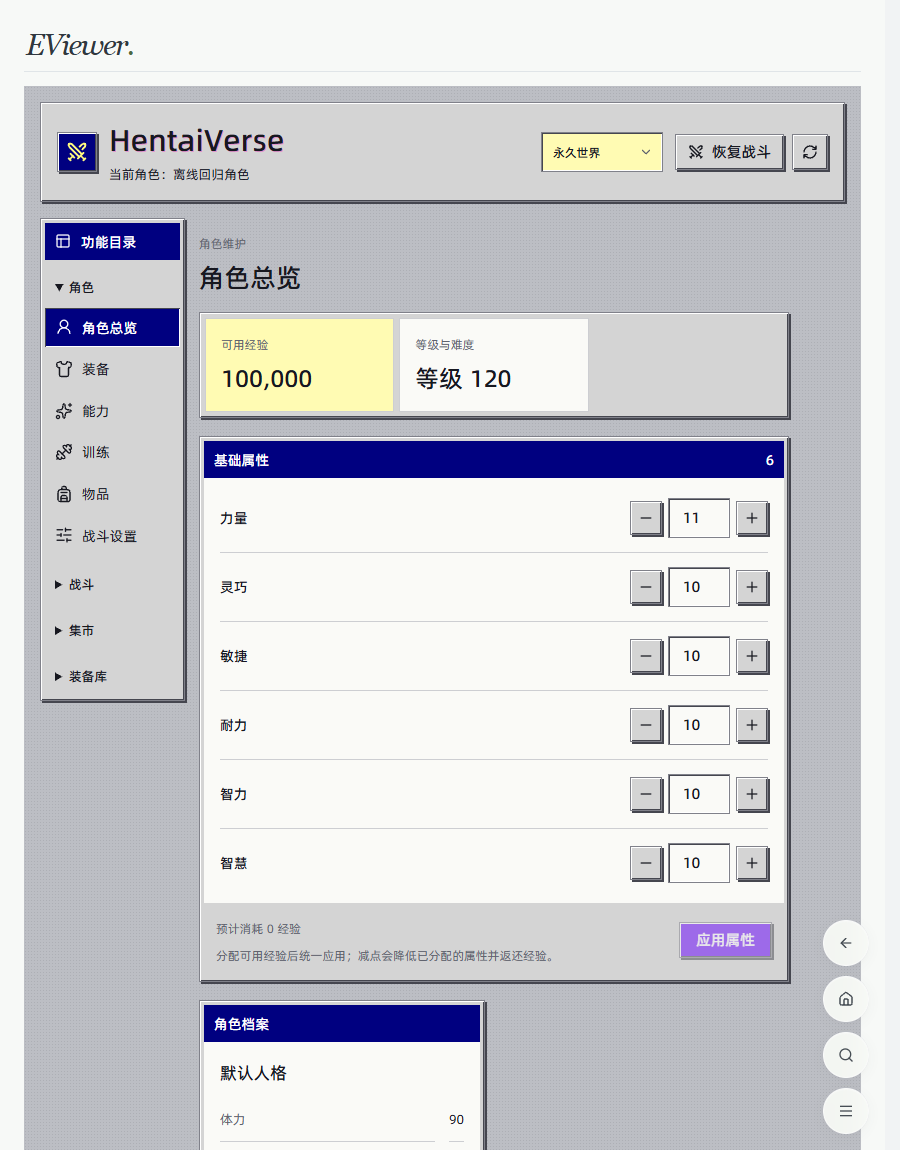 EViewer.
HentaiVerse
当前角色：离线回归角色
永久世界
恢复战斗
功能目录
角色
角色总览
装备
能力
训练
物品
战斗设置
战斗
集市
装备库
角色维护
角色总览
可用经验
100,000
等级与难度
等级 120
基础属性
6
力量
11
灵巧
10
敏捷
10
耐力
10
智力
10
智慧
10
预计消耗 0 经验
分配可用经验后统一应用；减点会降低已分配的属性并返还经验。
应用属性
角色档案
默认人格
体力
90